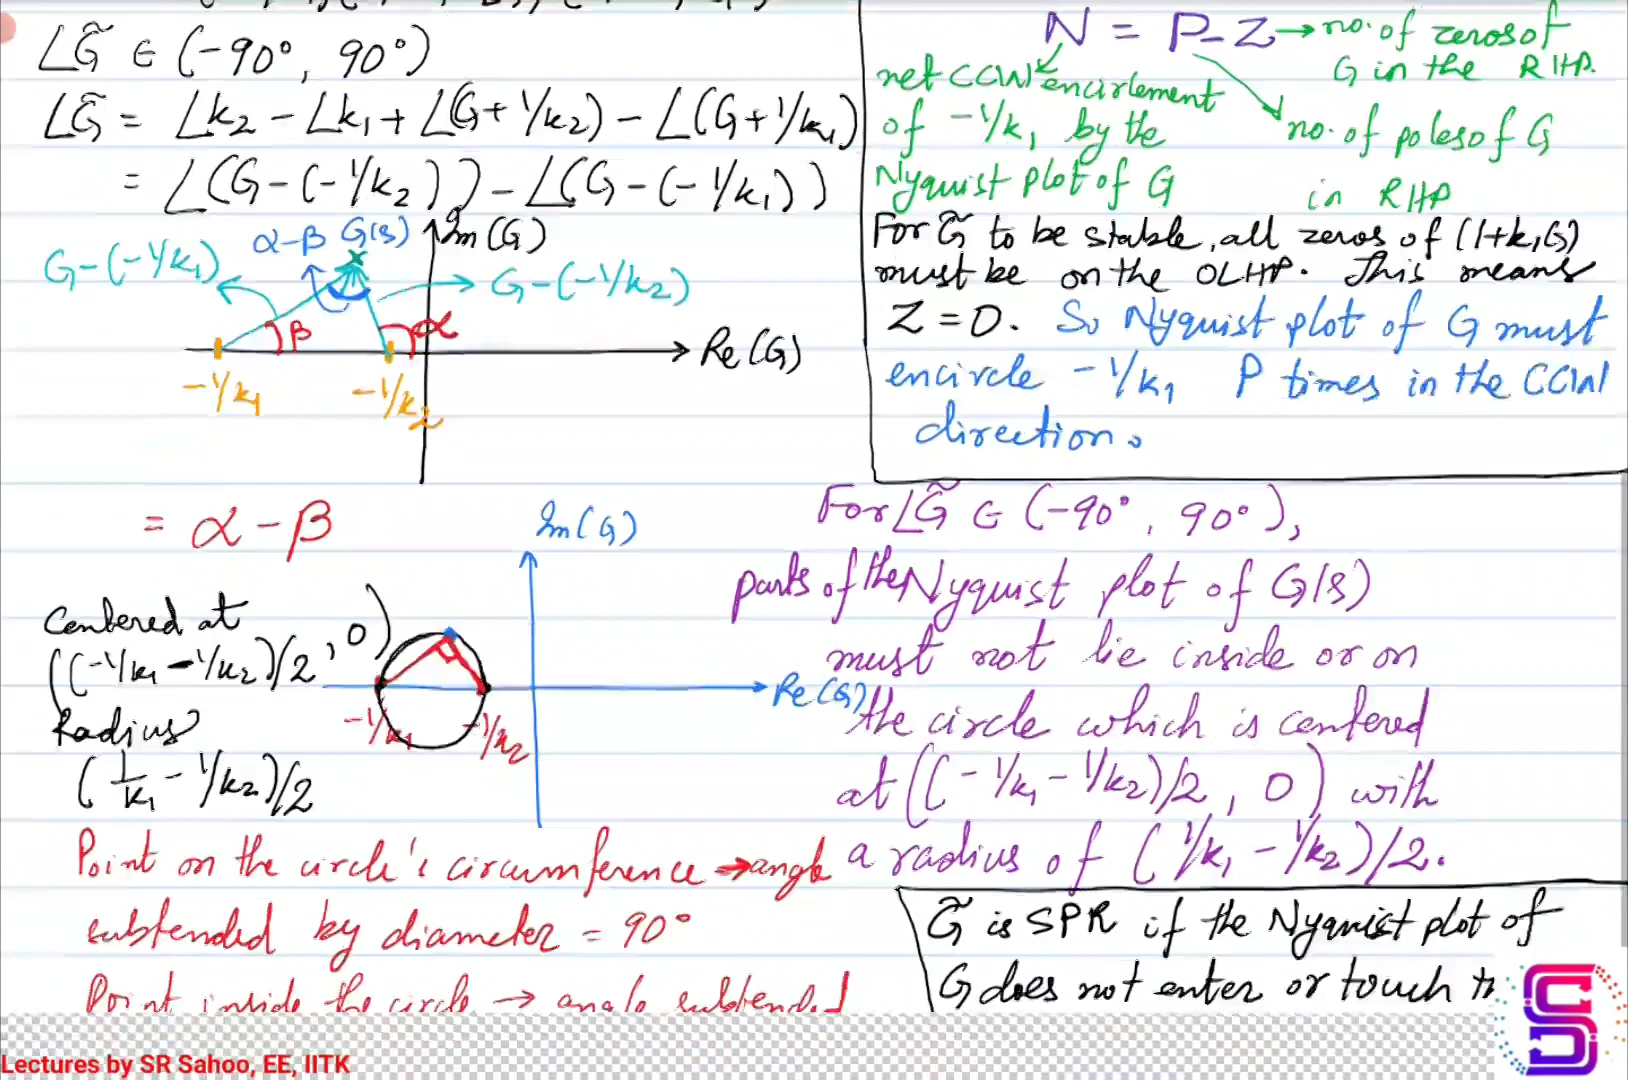 ∠G̃ ∈ (-90°, 90°)
∠G̃ = ∠k₂ - ∠k₁ + ∠(G + 1/k₂) - ∠(G + 1/k₁)
= ∠(G-(-1/k₂)) - ∠(G-(-1/k₁))
G-(-1/k₁)
α-β
G(s)
Im(G)
G-(-1/k₂)
β
α
Re(G)
-1/k₁
-1/k₂
= α - β
Im(G)
Centered at
((-1/k₁ - 1/k₂)/2, 0)
Radius
(1/k₁ - 1/k₂)/2
-1/k₁
-1/k₂
Re(G)
Point on the circle's circumference → angle
subtended by diameter = 90°
Point inside the circle → angle subtended
N = P - Z → no. of zeros of
G in the RHP.
net CCW encirlement
of -1/k₁ by the
Nyquist plot of G
no. of poles of G
in RHP
For G̃ to be stable, all zeros of (1+k₁G)
must be on the OLHP. This means
Z = 0. So Nyquist plot of G must
encircle -1/k₁ P times in the CCW
direction.
For ∠G̃ ∈ (-90°, 90°),
parts of the Nyquist plot of G(s)
must not lie inside or on
the circle which is centered
at ((-1/k₁ - 1/k₂)/2, 0) with
a radius of (1/k₁ - 1/k₂)/2.
G̃ is SPR if the Nyquist plot of
G does not enter or touch
Lectures by SR Sahoo, EE, IITK